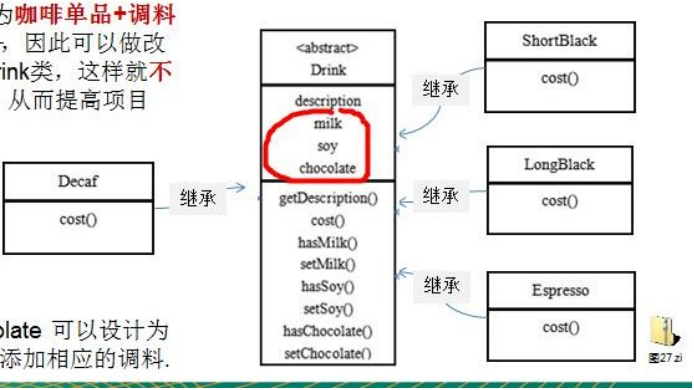 为咖啡单品+调料
，因此可以做改
rink类，这样就不
从而提高项目
<abstract>
Drink
description
milk
soy
chocolate
getDescription()
cost()
hasMilk()
setMilk()
hasSoy()
setSoy()
hasChocolate()
setChocolate()
Decaf
cost()
继承
继承
ShortBlack
cost()
继承
LongBlack
cost()
继承
Espresso
cost()
olate 可以设计为
添加相应的调料.
图27.zi